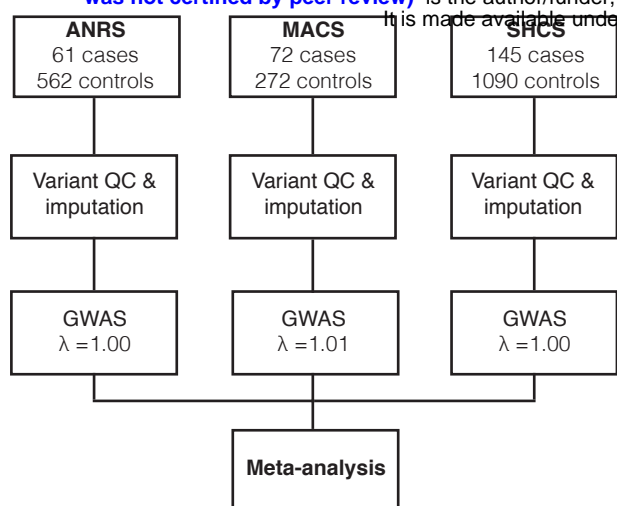 was not certified by peer review) is the author/funder,
It is made available unde
ANRS
61 cases
562 controls
MACS
72 cases
272 controls
SHCS
145 cases
1090 controls
Variant QC &
imputation
Variant QC &
imputation
Variant QC &
imputation
GWAS
λ =1.00
GWAS
λ =1.01
GWAS
λ =1.00
Meta-analysis